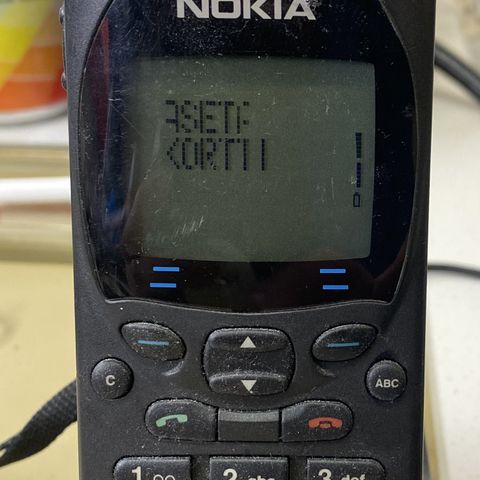 NOKIA
ASETA
KORTTI
C
ABC
1
2 abc
3 def